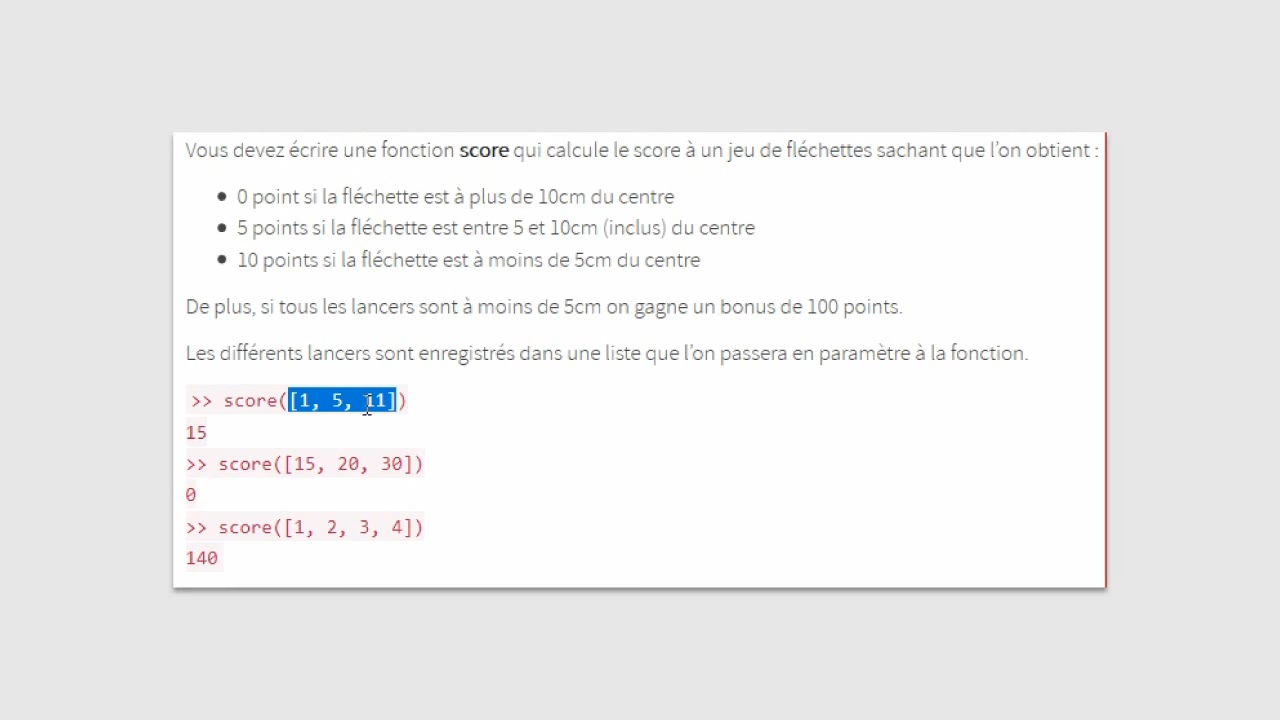 Vous devez écrire une fonction score qui calcule le score à un jeu de fléchettes sachant que l'on obtient :
• 0 point si la fléchette est à plus de 10cm du centre
• 5 points si la fléchette est entre 5 et 10cm (inclus) du centre
• 10 points si la fléchette est à moins de 5cm du centre
De plus, si tous les lancers sont à moins de 5cm on gagne un bonus de 100 points.
Les différents lancers sont enregistrés dans une liste que l'on passera en paramètre à la fonction.
>> score([1, 5, 11])
15
>> score([15, 20, 30])
0
>> score([1, 2, 3, 4])
140